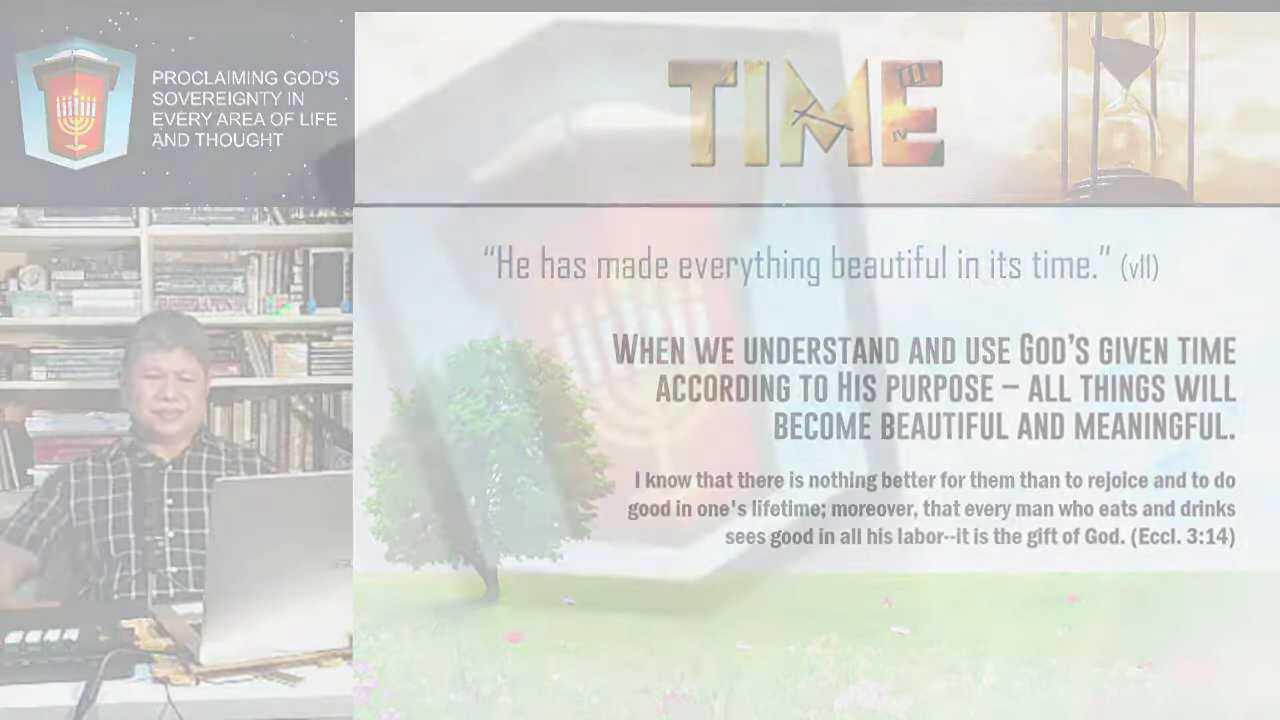 PROCLAIMING GOD'S
SOVEREIGNTY IN
EVERY AREA OF LIFE
AND THOUGHT
TIME
“He has made everything beautiful in its time.” (v11)
WHEN WE UNDERSTAND AND USE GOD’S GIVEN TIME
ACCORDING TO HIS PURPOSE – ALL THINGS WILL
BECOME BEAUTIFUL AND MEANINGFUL.
I know that there is nothing better for them than to rejoice and to do
good in one's lifetime; moreover, that every man who eats and drinks
sees good in all his labor--it is the gift of God. (Eccl. 3:14)